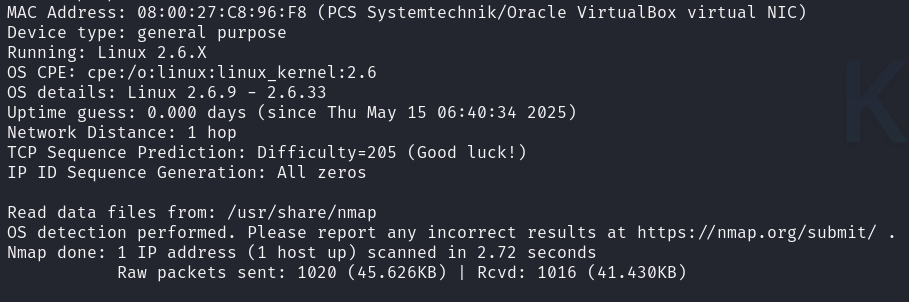 MAC Address: 08:00:27:C8:96:F8 (PCS Systemtechnik/Oracle VirtualBox virtual NIC)
Device type: general purpose
Running: Linux 2.6.X
OS CPE: cpe:/o:linux:linux_kernel:2.6
OS details: Linux 2.6.9 - 2.6.33
Uptime guess: 0.000 days (since Thu May 15 06:40:34 2025)
Network Distance: 1 hop
TCP Sequence Prediction: Difficulty=205 (Good luck!)
IP ID Sequence Generation: All zeros
Read data files from: /usr/share/nmap
OS detection performed. Please report any incorrect results at https://nmap.org/submit/ .
Nmap done: 1 IP address (1 host up) scanned in 2.72 seconds
Raw packets sent: 1020 (45.626KB) | Rcvd: 1016 (41.430KB)
K